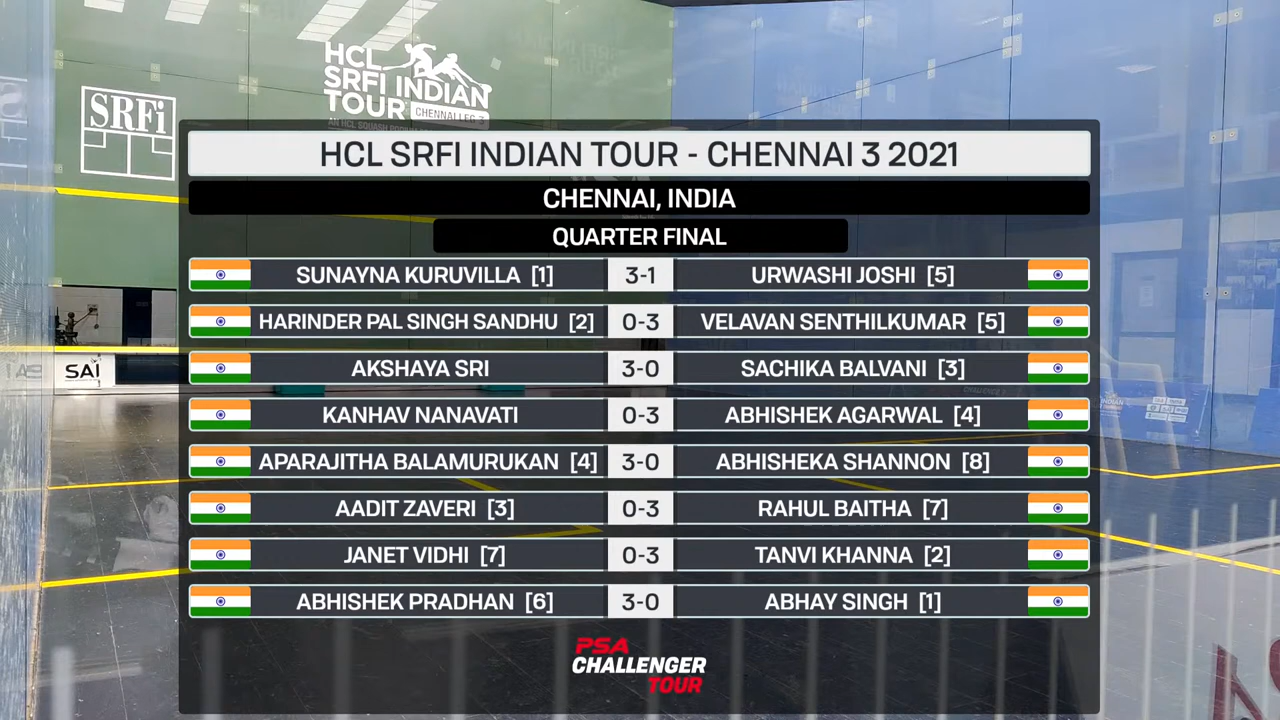 HCL
SRFI INDIAN
TOUR
CHENNAI LEG 3
SRFi
HCL SRFI INDIAN TOUR - CHENNAI 3 2021
CHENNAI, INDIA
QUARTER FINAL
SUNAYNA KURUVILLA [1] 3-1 URWASHI JOSHI [5]
HARINDER PAL SINGH SANDHU [2] 0-3 VELAVAN SENTHILKUMAR [5]
AKSHAYA SRI 3-0 SACHIKA BALVANI [3]
KANHAV NANAVATI 0-3 ABHISHEK AGARWAL [4]
APARAJITHA BALAMURUKAN [4] 3-0 ABHISHEKA SHANNON [8]
AADIT ZAVERI [3] 0-3 RAHUL BAITHA [7]
JANET VIDHI [7] 0-3 TANVI KHANNA [2]
ABHISHEK PRADHAN [6] 3-0 ABHAY SINGH [1]
SAI
PSA
CHALLENGER
TOUR